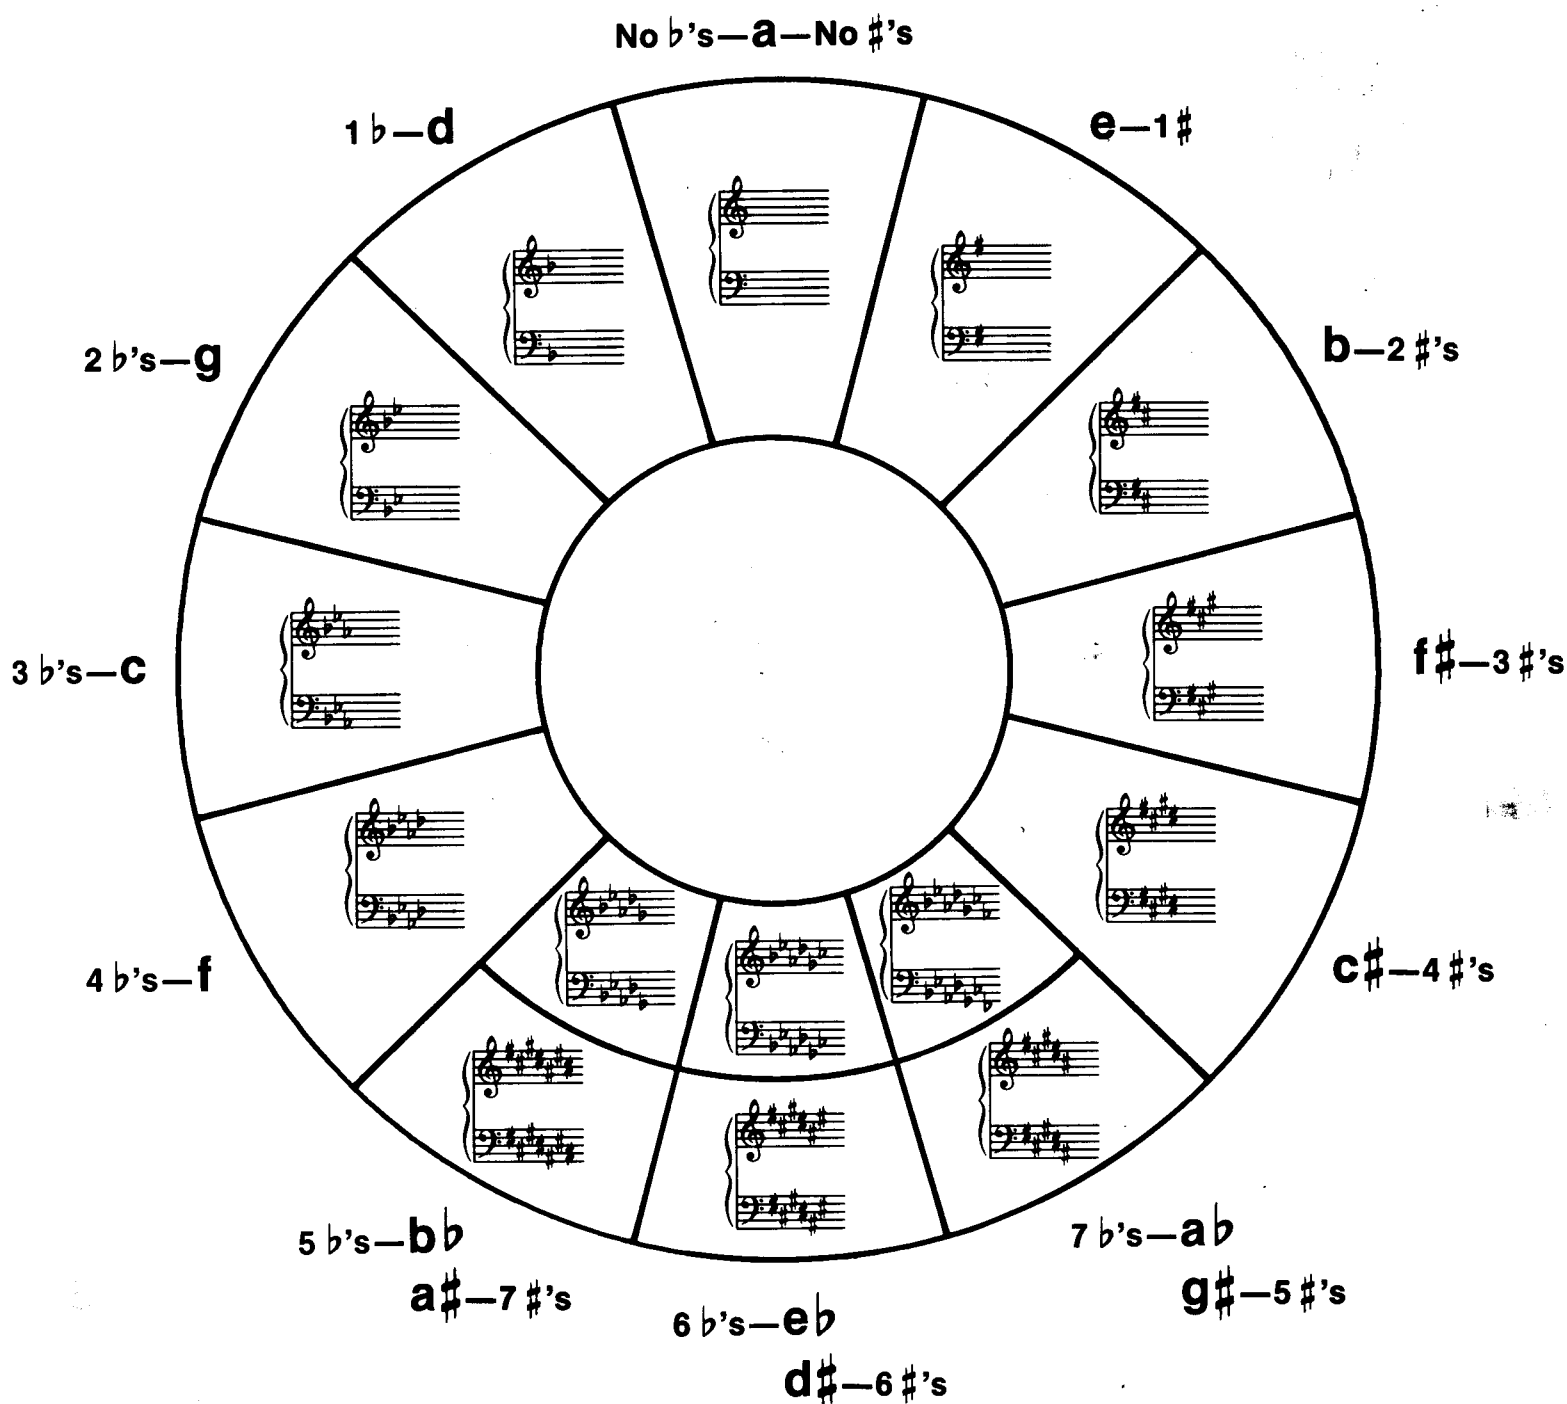 No ♭'s—a—No ♯'s
1♭—d
e—1♯
2♭'s—g
b—2♯'s
3♭'s—c
f♯—3♯'s
4♭'s—f
c♯—4♯'s
5♭'s—b♭
a♯—7♯'s
6♭'s—e♭
d♯—6♯'s
7♭'s—a♭
g♯—5♯'s